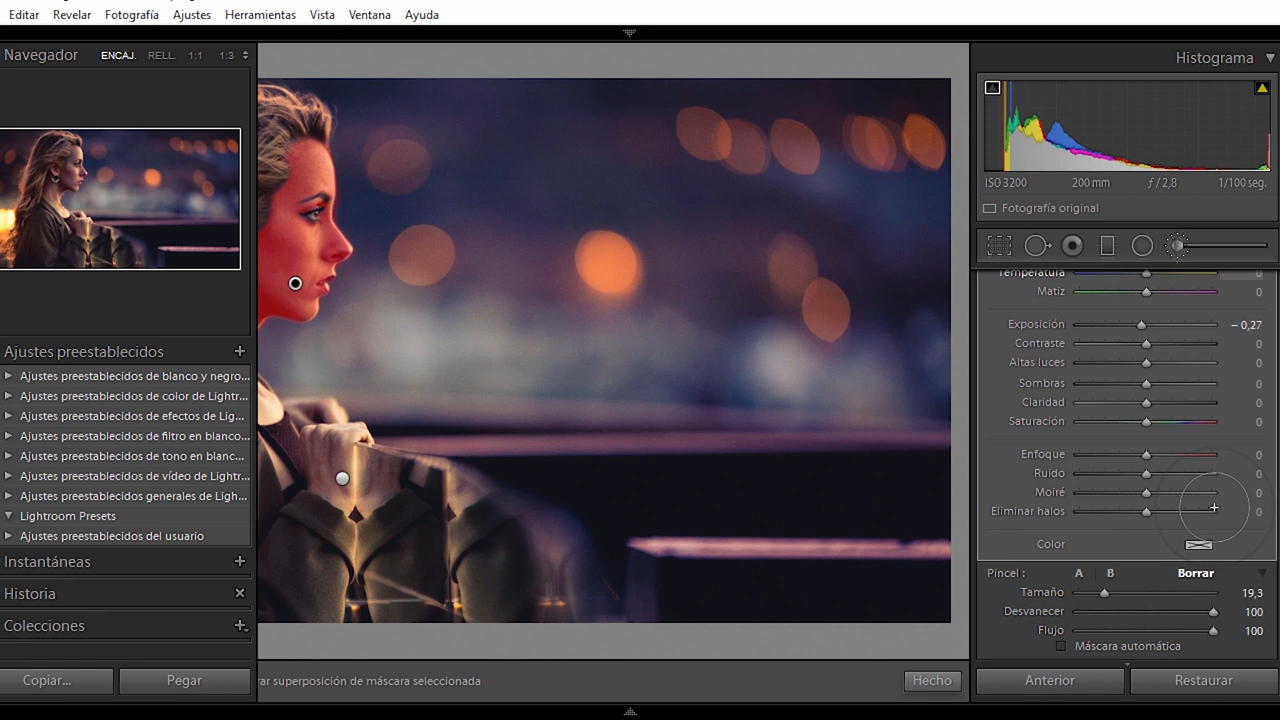 Editar Revelar Fotografía Ajustes Herramientas Vista Ventana Ayuda
Navegador ENCAJ. RELL. 1:1 1:3
Histograma
ISO 3200 200 mm ƒ / 2,8 1/100 seg.
Fotografía original
Temperatura 0
Matiz 0
Exposición – 0,27
Contraste 0
Altas luces 0
Sombras 0
Claridad 0
Saturación 0
Enfoque 0
Ruido 0
Moiré 0
Eliminar halos 0
Color
Pincel : A B Borrar
Tamaño 19,3
Desvanecer 100
Flujo 100
Máscara automática
Anterior Restaurar
Ajustes preestablecidos
Ajustes preestablecidos de blanco y negro...
Ajustes preestablecidos de color de Lightr...
Ajustes preestablecidos de efectos de Lig...
Ajustes preestablecidos de filtro en blanco...
Ajustes preestablecidos de tono en blanc...
Ajustes preestablecidos de vídeo de Lightr...
Ajustes preestablecidos generales de Ligh...
Lightroom Presets
Ajustes preestablecidos del usuario
Instantáneas
Historia
Colecciones
Copiar... Pegar
rar superposición de máscara seleccionada
Hecho